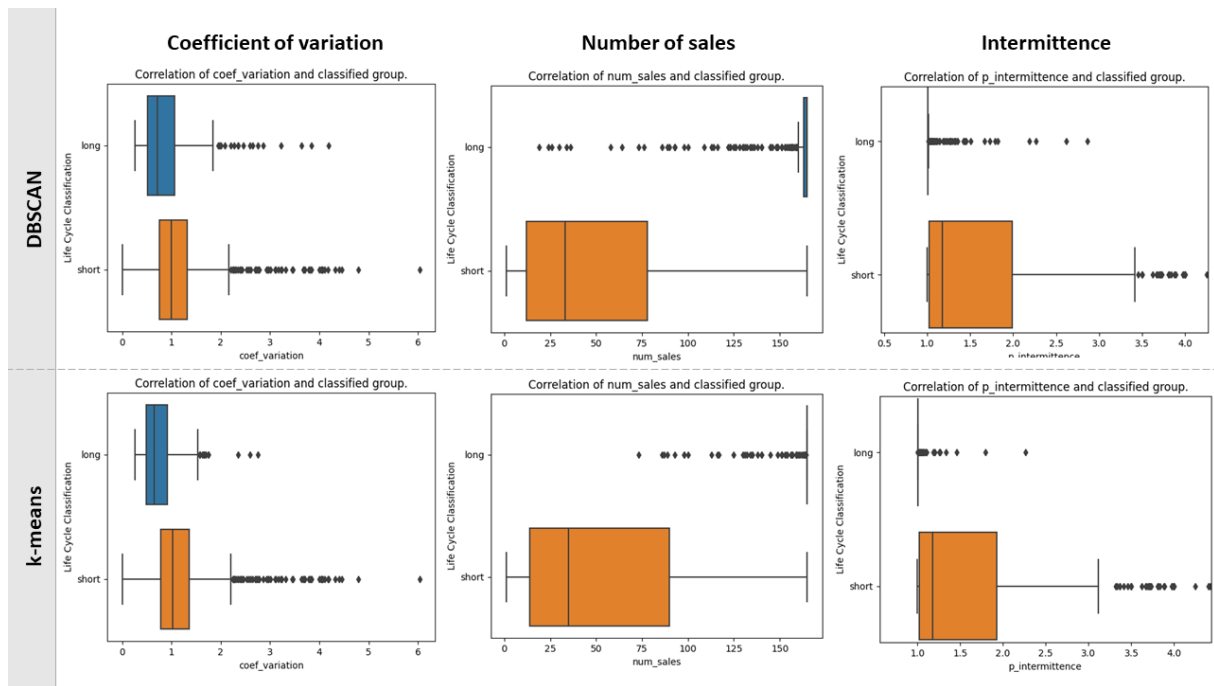 Coefficient of variation
Number of sales
Intermittence
DBSCAN
Correlation of coef_variation and classified group.
Life Cycle Classification
long
short
0 1 2 3 4 5 6
coef_variation
Correlation of num_sales and classified group.
Life Cycle Classification
long
short
0 25 50 75 100 125 150
num_sales
Correlation of p_intermittence and classified group.
Life Cycle Classification
long
short
0.5 1.0 1.5 2.0 2.5 3.0 3.5 4.0
p_intermittence
k-means
Correlation of coef_variation and classified group.
Life Cycle Classification
long
short
0 1 2 3 4 5 6
coef_variation
Correlation of num_sales and classified group.
Life Cycle Classification
long
short
0 25 50 75 100 125 150
num_sales
Correlation of p_intermittence and classified group.
Life Cycle Classification
long
short
1.0 1.5 2.0 2.5 3.0 3.5 4.0
p_intermittence